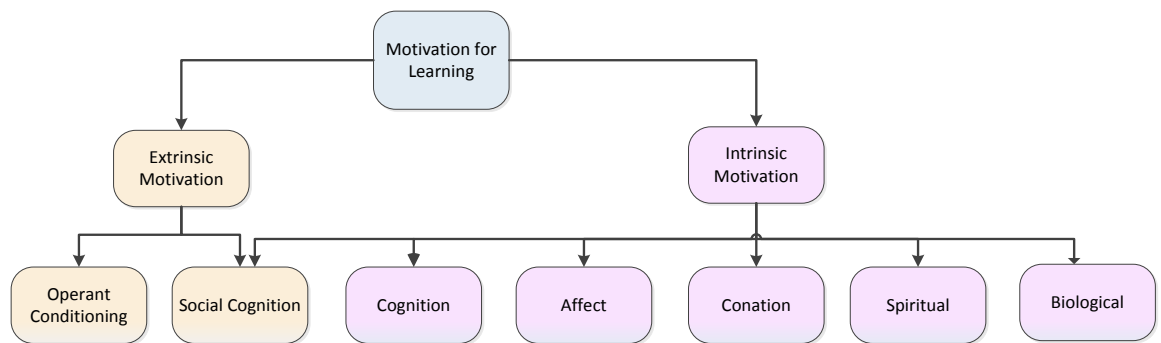 Motivation for
Learning
Extrinsic
Motivation
Intrinsic
Motivation
Operant
Conditioning
Social Cognition
Cognition
Affect
Conation
Spiritual
Biological